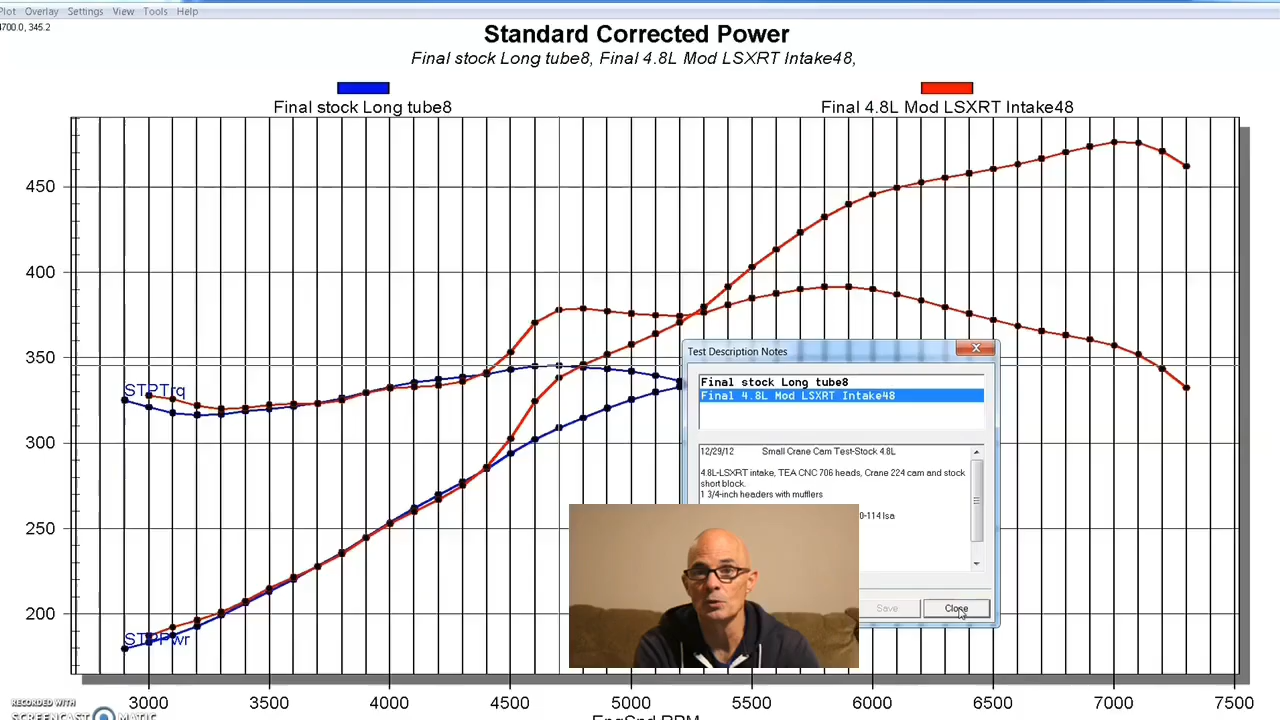 Plot Overlay Settings View Tools Help
4700.0, 345.2
Standard Corrected Power
Final stock Long tube8, Final 4.8L Mod LSXRT Intake48,
Final stock Long tube8
Final 4.8L Mod LSXRT Intake48
450
400
350
300
250
200
STPTrq
STPPwr
Test Description Notes
Final stock Long tube8
Final 4.8L Mod LSXRT Intake48
12/29/12 Small Crane Cam Test-Stock 4.8L
4.8L-LSXRT intake, TEA CNC 706 heads, Crane 224 cam and stock
short block.
1 3/4-inch headers with mufflers
0-114 lsa
Save Close
3000 3500 4000 4500 5000 5500 6000 6500 7000 7500
EngSpd RPM
RECORDED WITH
SCREENCAST MATIC